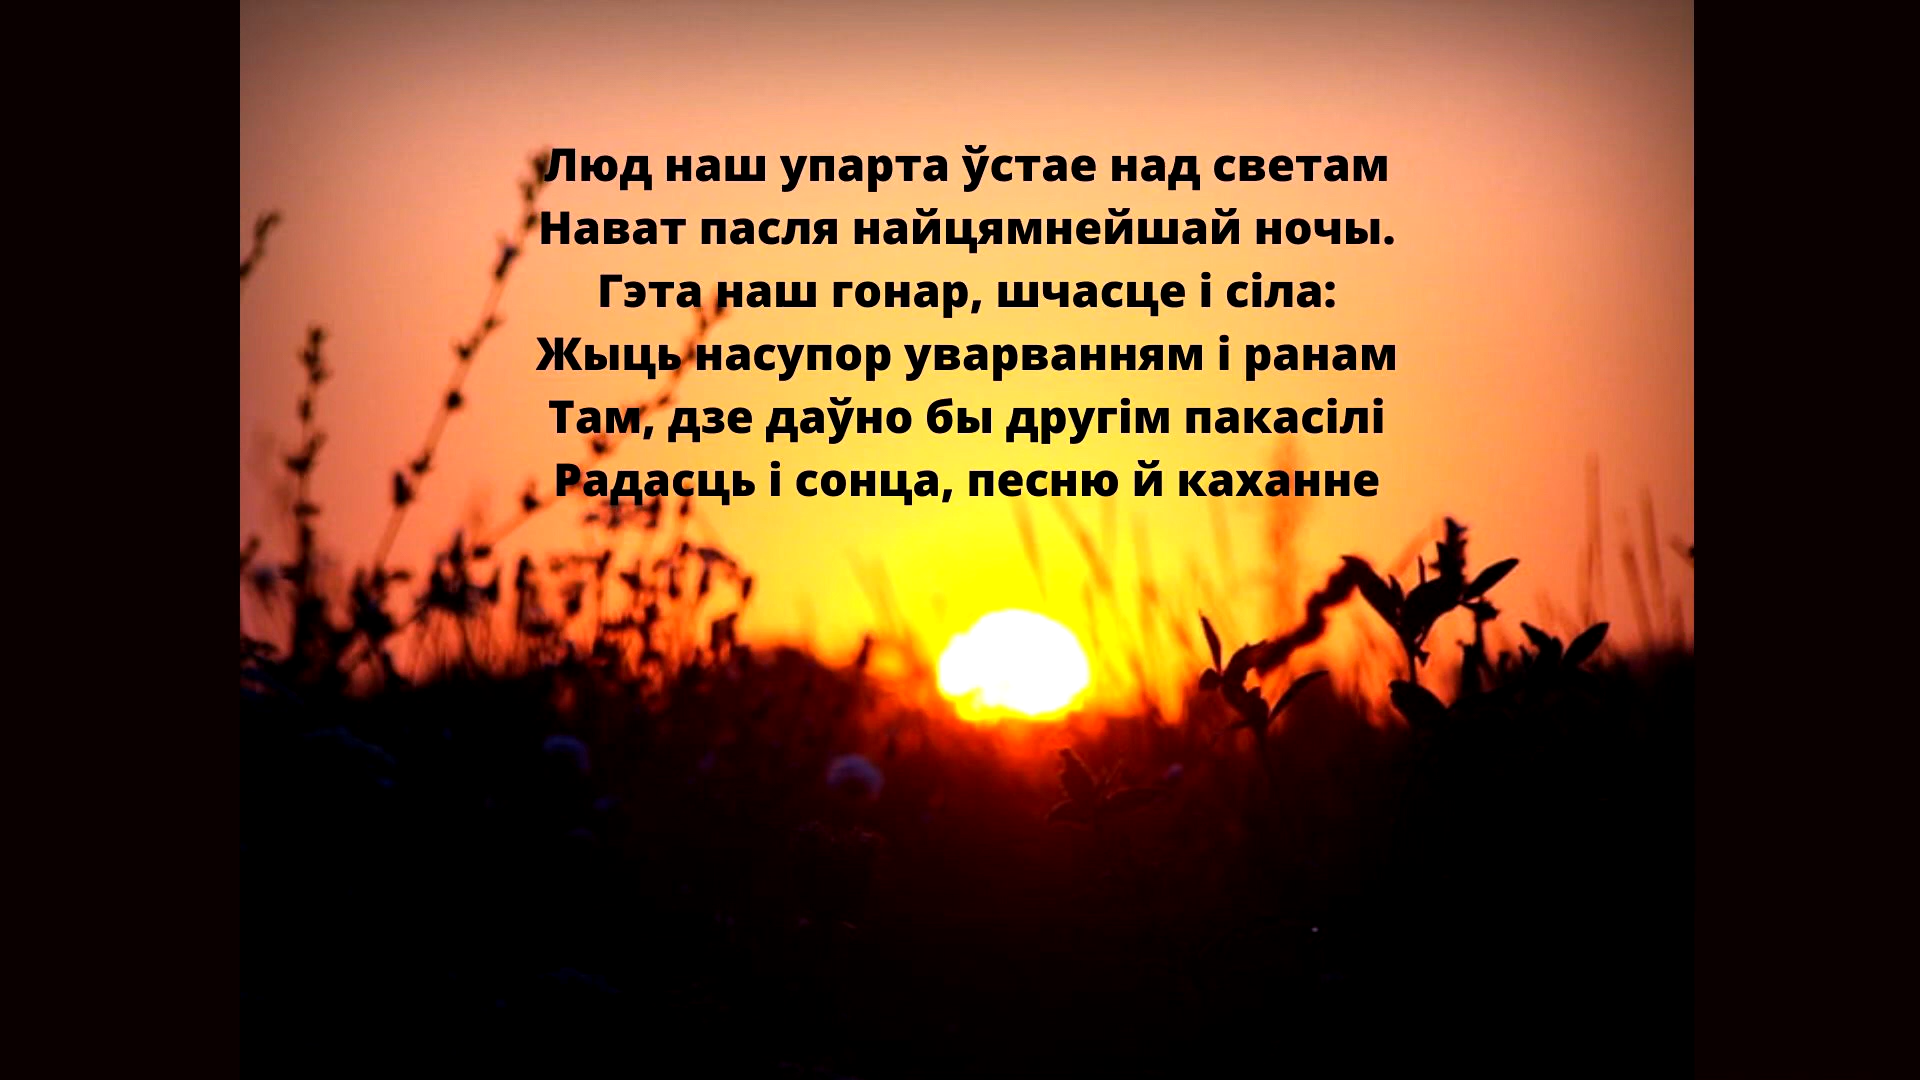 Люд наш упарта ўстае над светам
Нават пасля найцямнейшай ночы.
Гэта наш гонар, шчасце і сіла:
Жыць насупор уварванням і ранам
Там, дзе даўно бы другім пакасілі
Радасць і сонца, песню й каханне